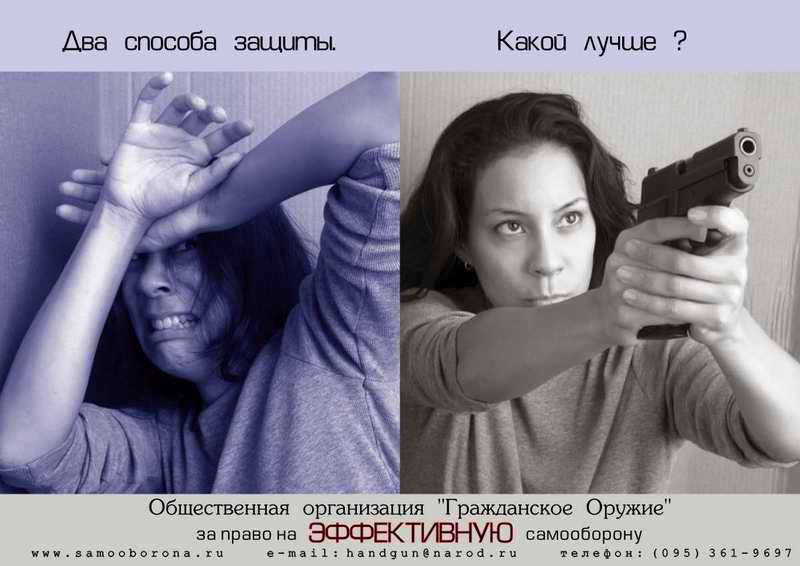 Два способа защиты. Какой лучше ?
Общественная организация "Гражданское Оружие"
за право на ЭФФЕКТИВНУЮ самооборону
www.samooborona.ru e-mail:handgun@narod.ru телефон: (095) 361-9697